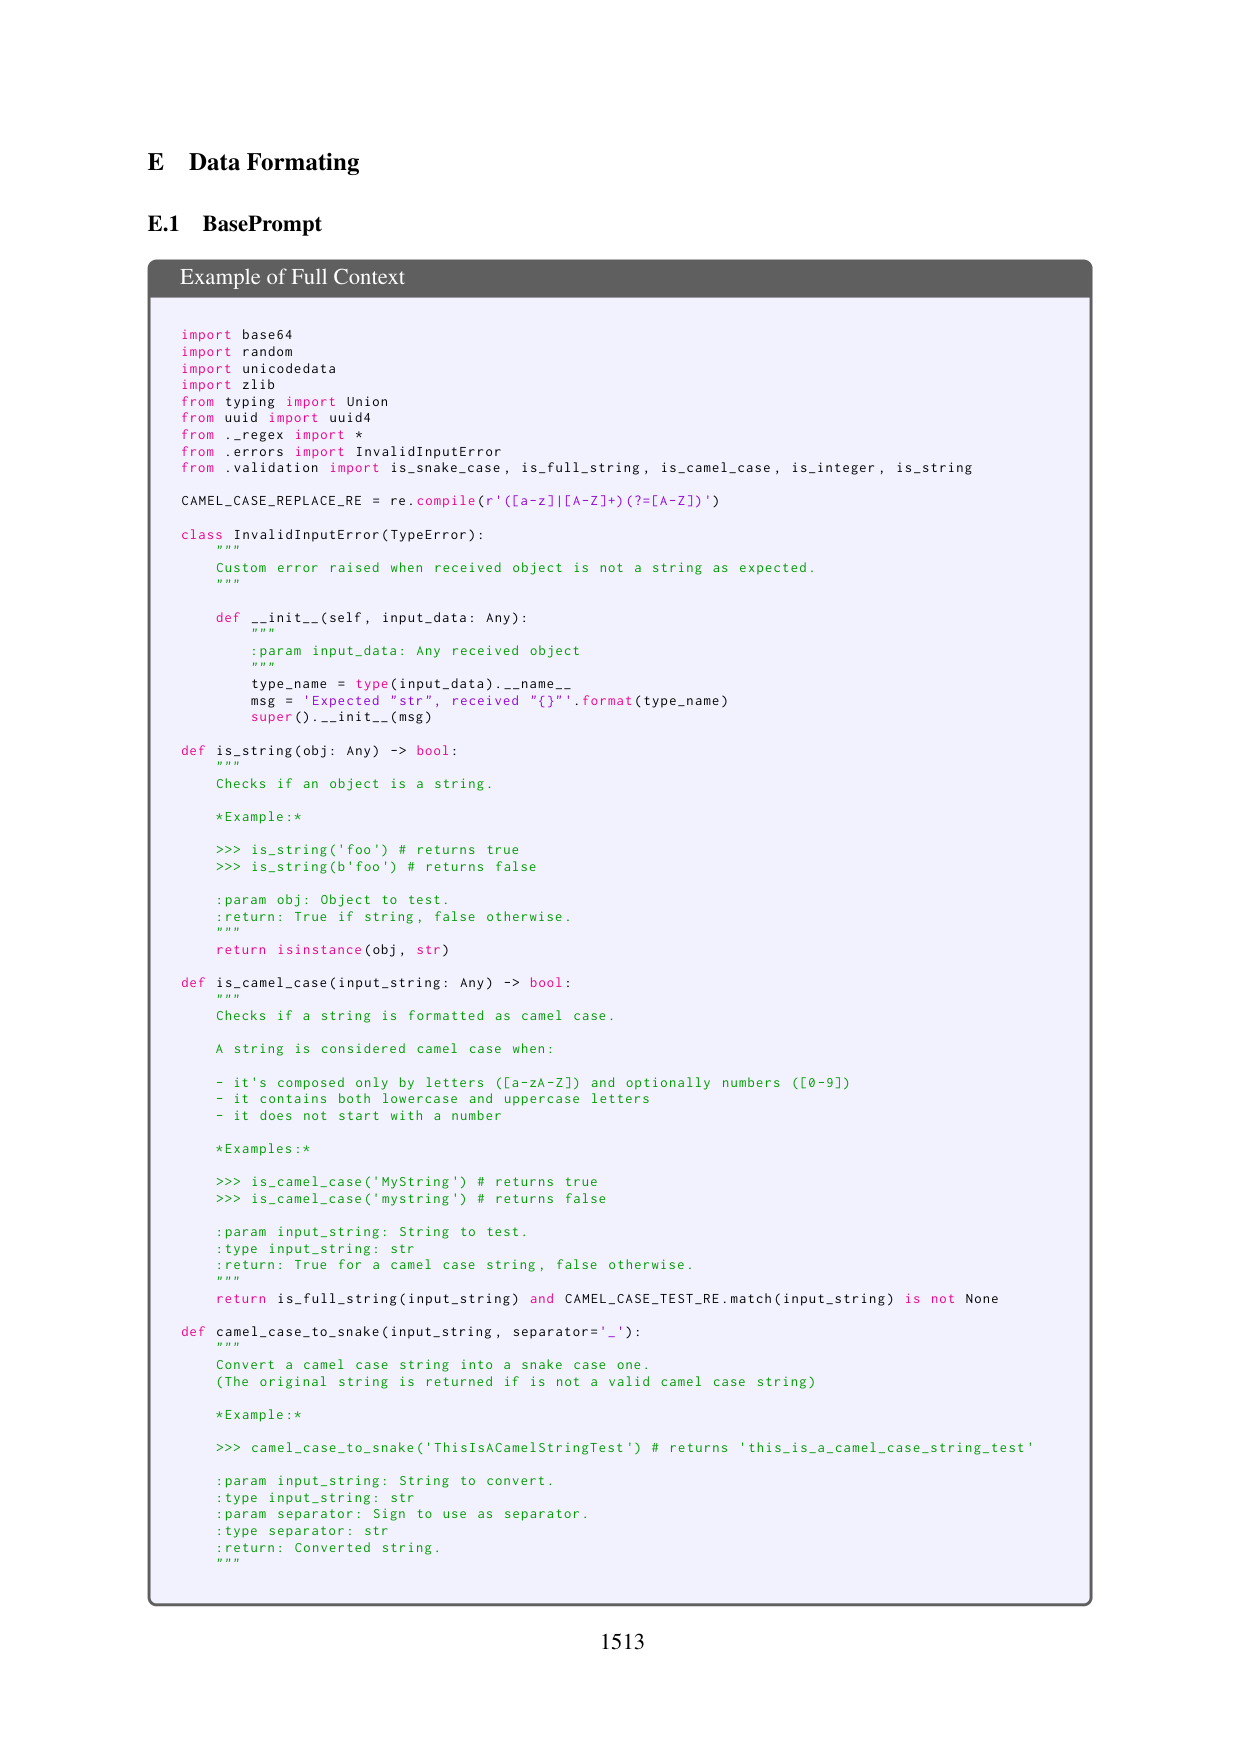 E Data Formating
E.1 BasePrompt
Example of Full Context
import base64
import random
import unicodedata
import zlib
from typing import Union
from uuid import uuid4
from ._regex import *
from .errors import InvalidInputError
from .validation import is_snake_case, is_full_string, is_camel_case, is_integer, is_string
CAMEL_CASE_REPLACE_RE = re.compile(r'([a-z]|[A-Z]+)(?=[A-Z])')
class InvalidInputError(TypeError):
    """
    Custom error raised when received object is not a string as expected.
    """
    def __init__(self, input_data: Any):
        """
        :param input_data: Any received object
        """
        type_name = type(input_data).__name__
        msg = 'Expected "str", received "{}"'.format(type_name)
        super().__init__(msg)
def is_string(obj: Any) -> bool:
    """
    Checks if an object is a string.
    *Example:*
    >>> is_string('foo') # returns true
    >>> is_string(b'foo') # returns false
    :param obj: Object to test.
    :return: True if string, false otherwise.
    """
    return isinstance(obj, str)
def is_camel_case(input_string: Any) -> bool:
    """
    Checks if a string is formatted as camel case.
    A string is considered camel case when:
    - it's composed only by letters ([a-zA-Z]) and optionally numbers ([0-9])
    - it contains both lowercase and uppercase letters
    - it does not start with a number
    *Examples:*
    >>> is_camel_case('MyString') # returns true
    >>> is_camel_case('mystring') # returns false
    :param input_string: String to test.
    :type input_string: str
    :return: True for a camel case string, false otherwise.
    """
    return is_full_string(input_string) and CAMEL_CASE_TEST_RE.match(input_string) is not None
def camel_case_to_snake(input_string, separator='_'):
    """
    Convert a camel case string into a snake case one.
    (The original string is returned if is not a valid camel case string)
    *Example:*
    >>> camel_case_to_snake('ThisIsACamelStringTest') # returns 'this_is_a_camel_case_string_test'
    :param input_string: String to convert.
    :type input_string: str
    :param separator: Sign to use as separator.
    :type separator: str
    :return: Converted string.
    """
1513